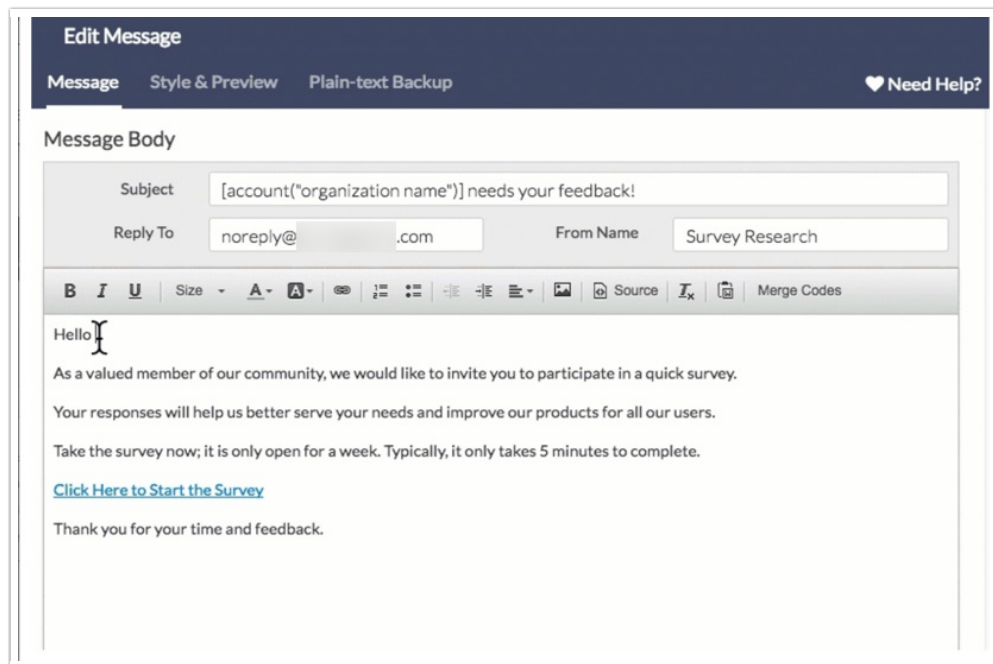 Edit Message
Message Style & Preview Plain-text Backup Need Help?
Message Body
Subject [account("organization name")] needs your feedback!
Reply To noreply@ .com From Name Survey Research
B I U Size A A Source Tx Merge Codes
Hello
As a valued member of our community, we would like to invite you to participate in a quick survey.
Your responses will help us better serve your needs and improve our products for all our users.
Take the survey now; it is only open for a week. Typically, it only takes 5 minutes to complete.
Click Here to Start the Survey
Thank you for your time and feedback.